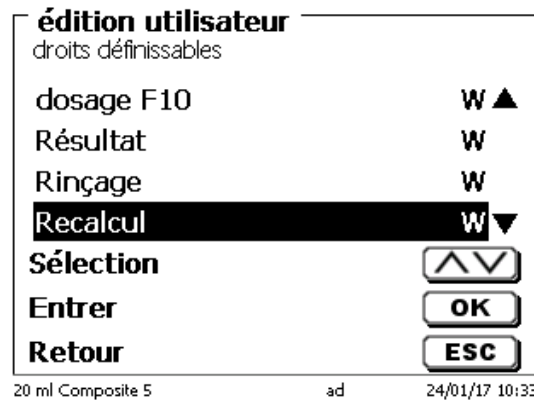 édition utilisateur
droits définissables
dosage F10 W ▲
Résultat W
Rinçage W
Recalcul W ▼
Sélection
Entrer OK
Retour ESC
20 ml Composite 5 ad 24/01/17 10:33